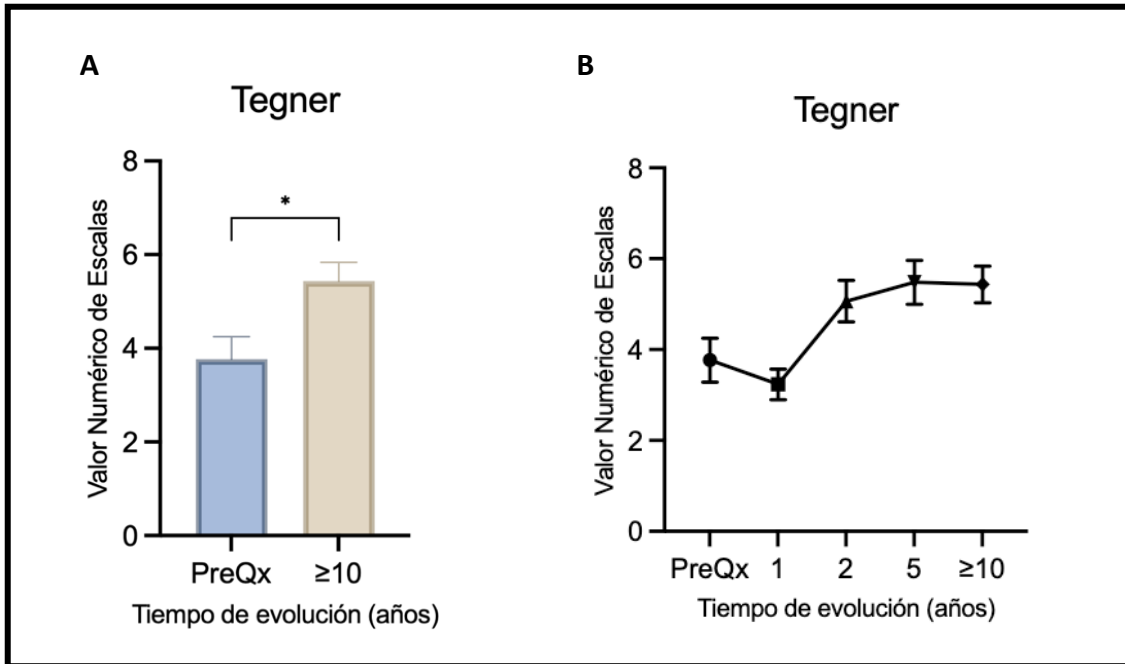 A
Tegner
Valor Numérico de Escalas
8
6
4
2
0
*
PreQx ≥10
Tiempo de evolución (años)
B
Tegner
Valor Numérico de Escalas
8
6
4
2
0
PreQx 1 2 5 ≥10
Tiempo de evolución (años)